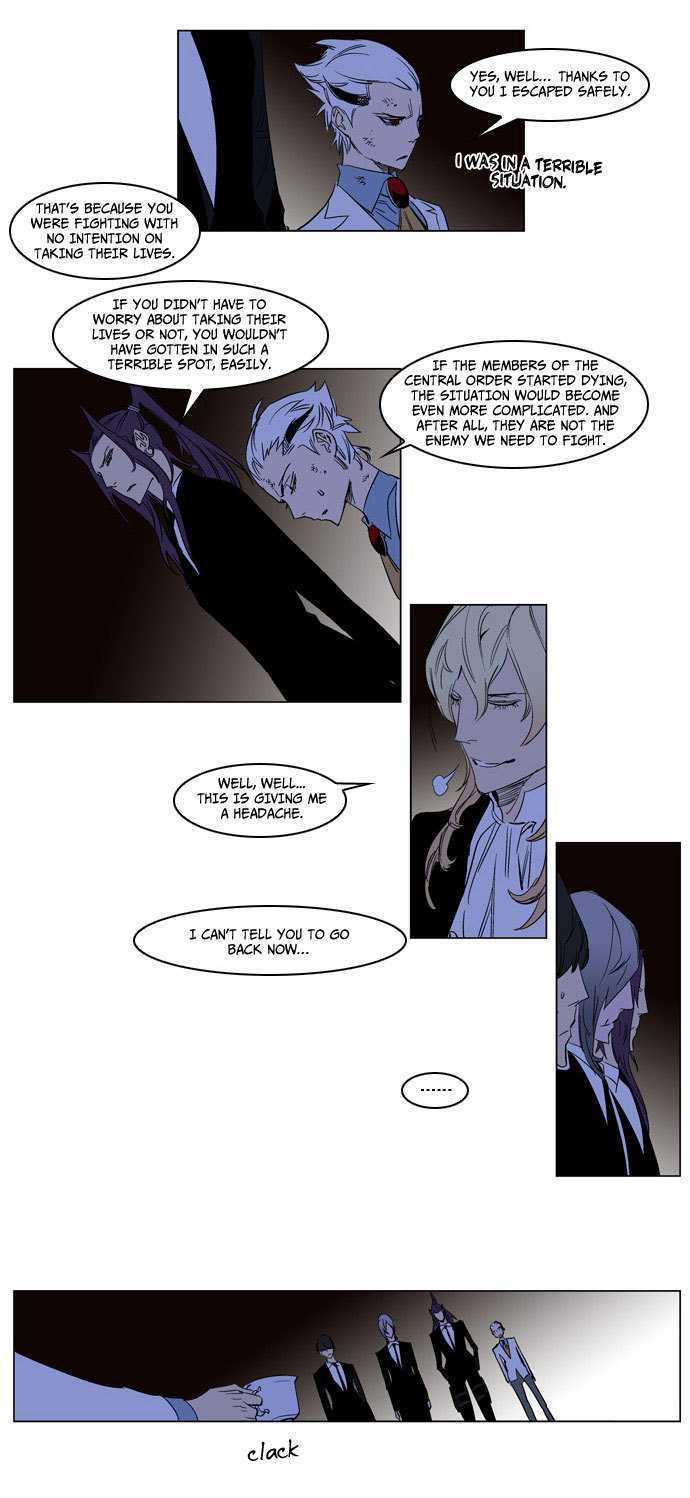 YES, WELL... THANKS TO
YOU I ESCAPED SAFELY.
I WAS IN A TERRIBLE
SITUATION.
THAT'S BECAUSE YOU
WERE FIGHTING WITH
NO INTENTION ON
TAKING THEIR LIVES.
IF YOU DIDN'T HAVE TO
WORRY ABOUT TAKING THEIR
LIVES OR NOT, YOU WOULDN'T
HAVE GOTTEN IN SUCH A
TERRIBLE SPOT, EASILY.
IF THE MEMBERS OF THE
CENTRAL ORDER STARTED DYING,
THE SITUATION WOULD BECOME
EVEN MORE COMPLICATED. AND
AFTER ALL, THEY ARE NOT THE
ENEMY WE NEED TO FIGHT.
WELL, WELL...
THIS IS GIVING ME
A HEADACHE.
I CAN'T TELL YOU TO GO
BACK NOW...
......
clack